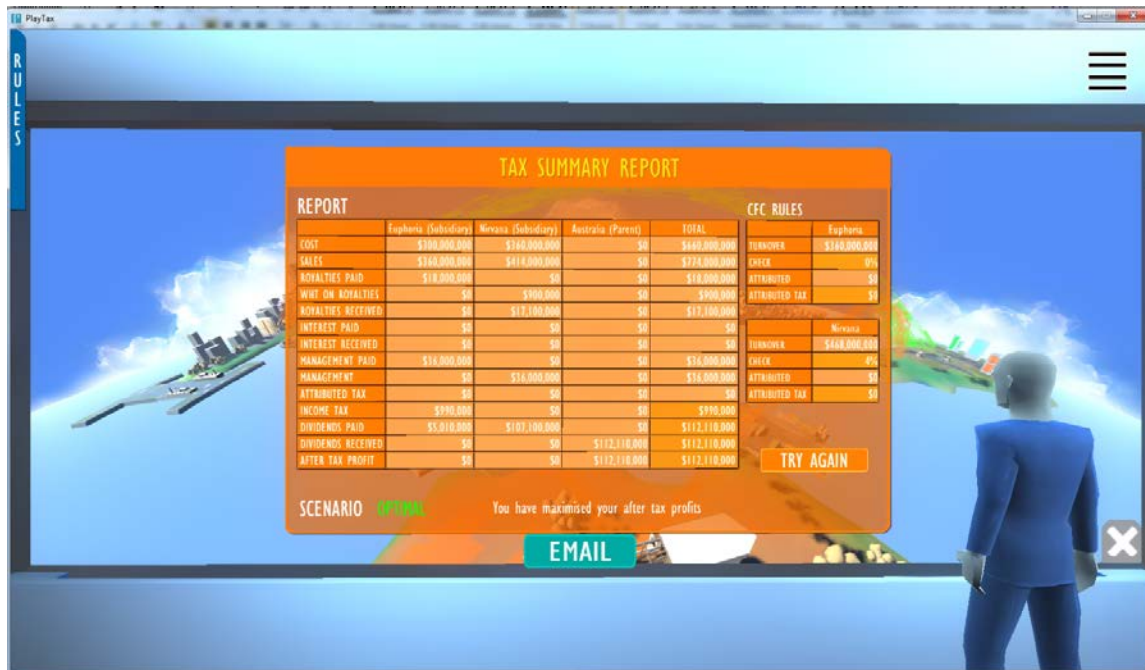 PlayTax
RULES
TAX SUMMARY REPORT
REPORT
Euphoria (Subsidiary) Nirvana (Subsidiary) Australia (Parent) TOTAL
COST $300,000,000 $360,000,000 $0 $660,000,000
SALES $360,000,000 $414,000,000 $0 $774,000,000
ROYALTIES PAID $18,000,000 $0 $0 $18,000,000
WHT ON ROYALTIES $0 $900,000 $0 $900,000
ROYALTIES RECEIVED $0 $17,100,000 $0 $17,100,000
INTEREST PAID $0 $0 $0 $0
INTEREST RECEIVED $0 $0 $0 $0
MANAGEMENT PAID $36,000,000 $0 $0 $36,000,000
MANAGEMENT $0 $36,000,000 $0 $36,000,000
ATTRIBUTED TAX $0 $0 $0 $0
INCOME TAX $990,000 $0 $0 $990,000
DIVIDENDS PAID $5,010,000 $107,100,000 $0 $112,110,000
DIVIDENDS RECEIVED $0 $0 $112,110,000 $112,110,000
AFTER TAX PROFIT $0 $0 $112,110,000 $112,110,000
CFC RULES
Euphoria
TURNOVER $360,000,000
CHECK 0%
ATTRIBUTED $0
ATTRIBUTED TAX $0
Nirvana
TURNOVER $468,000,000
CHECK 4%
ATTRIBUTED $0
ATTRIBUTED TAX $0
TRY AGAIN
SCENARIO OPTIMAL You have maximised your after tax profits
EMAIL